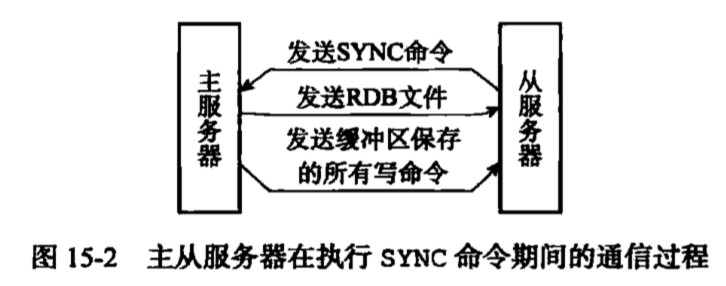 主服务器
从服务器
发送SYNC命令
发送RDB文件
发送缓冲区保存
的所有写命令
图 15-2 主从服务器在执行 SYNC 命令期间的通信过程